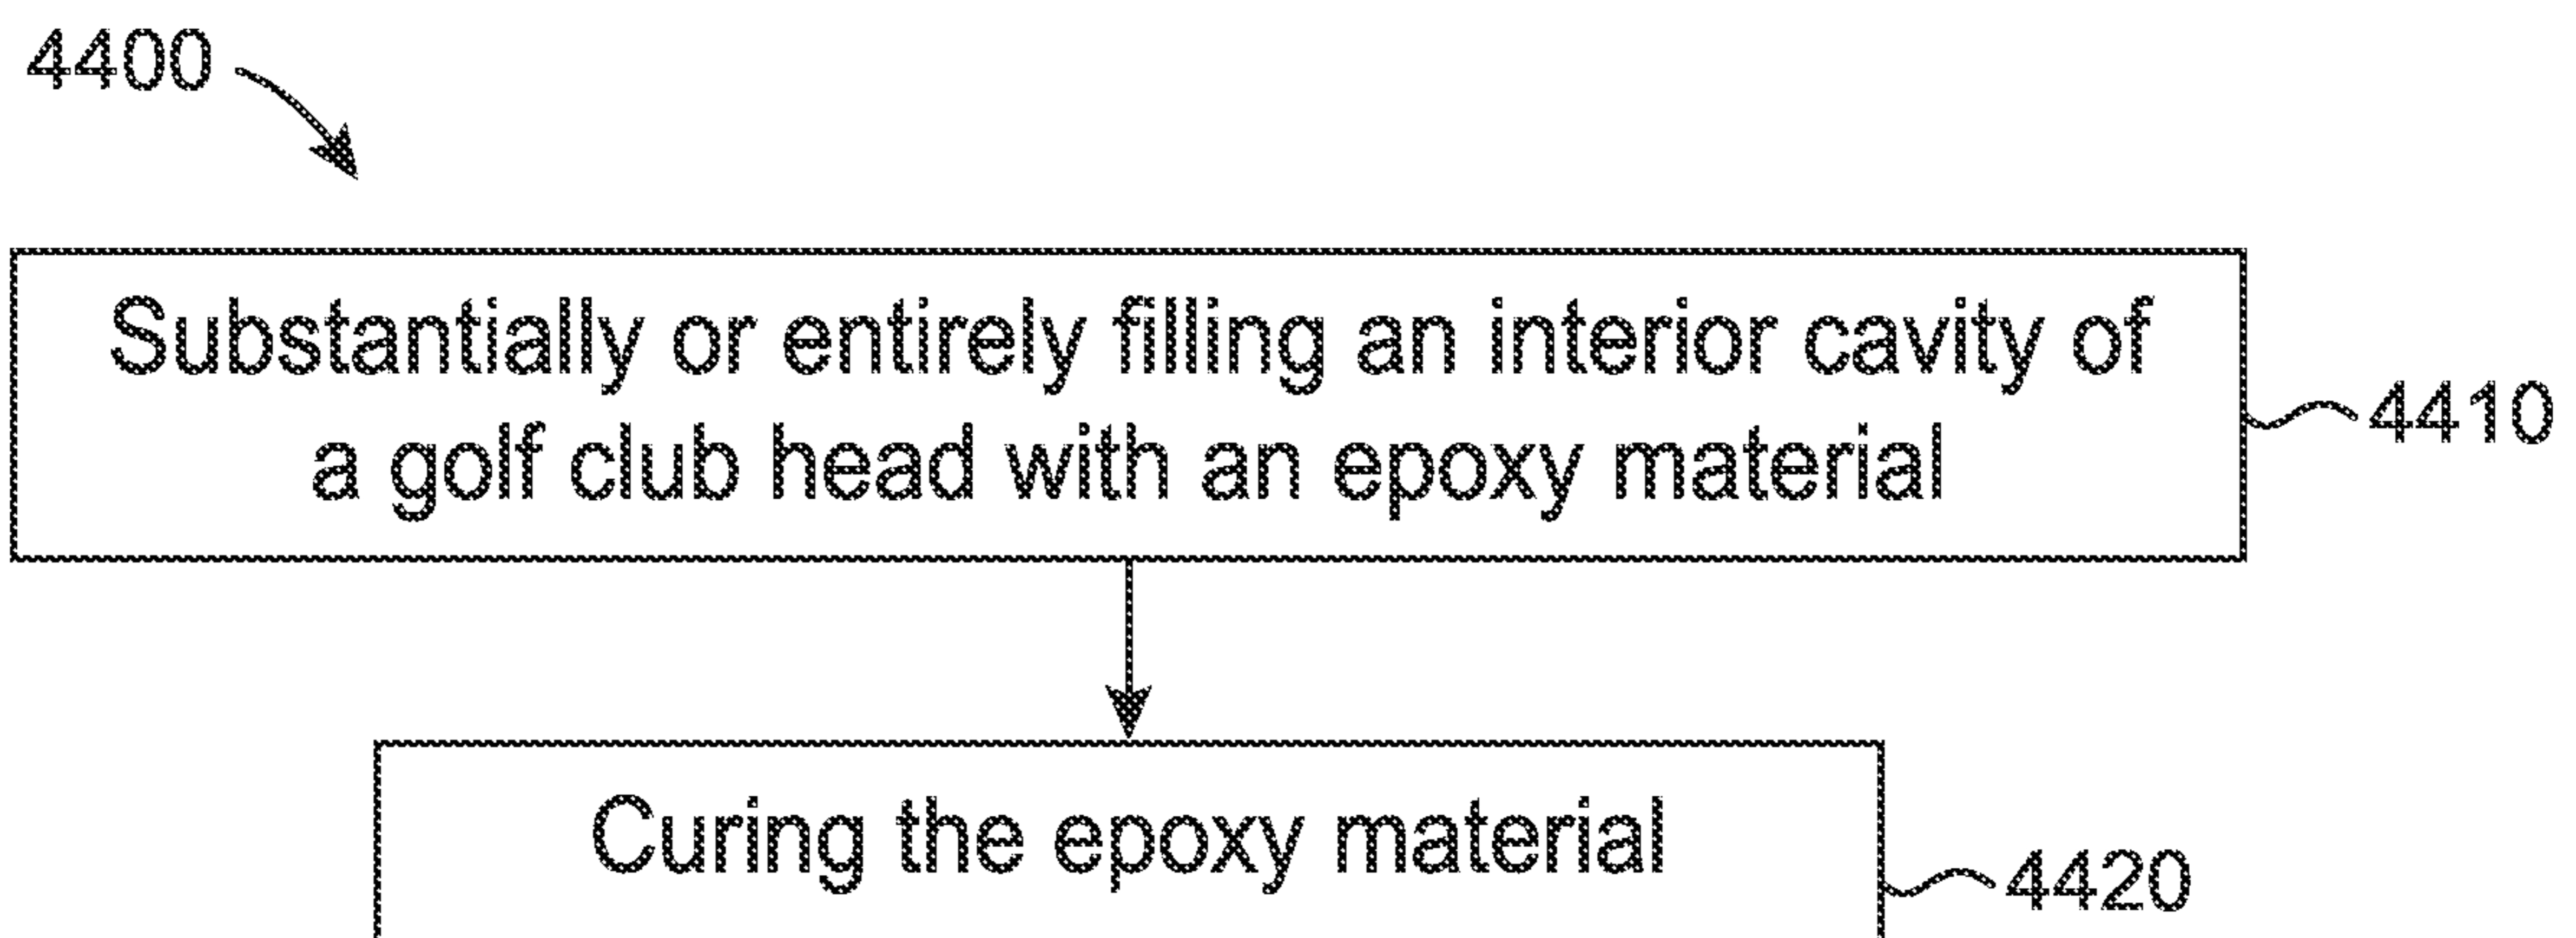 4400
Substantially or entirely filling an interior cavity of
a golf club head with an epoxy material
4410
Curing the epoxy material
4420